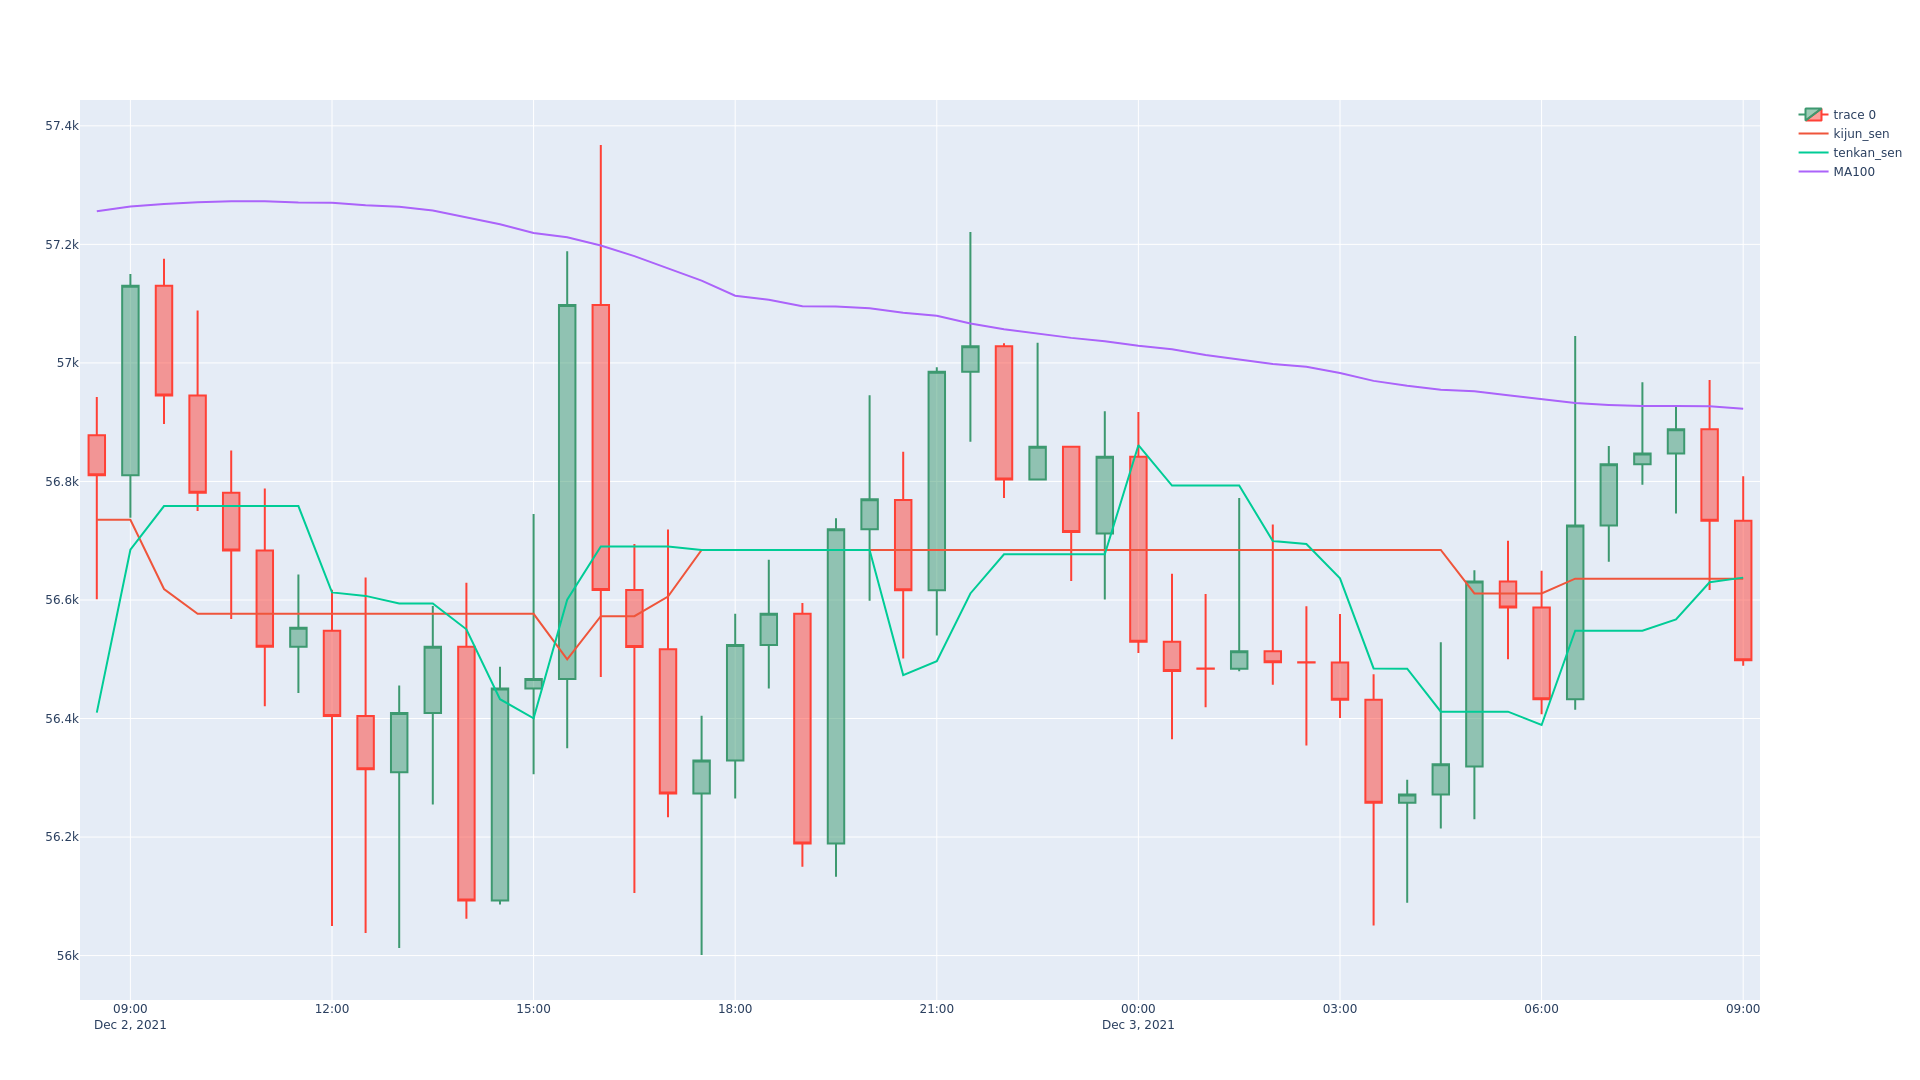 57.4k
57.2k
57k
56.8k
56.6k
56.4k
56.2k
56k
09:00 12:00 15:00 18:00 21:00 00:00 03:00 06:00 09:00
Dec 2, 2021 Dec 3, 2021
trace 0
kijun_sen
tenkan_sen
MA100